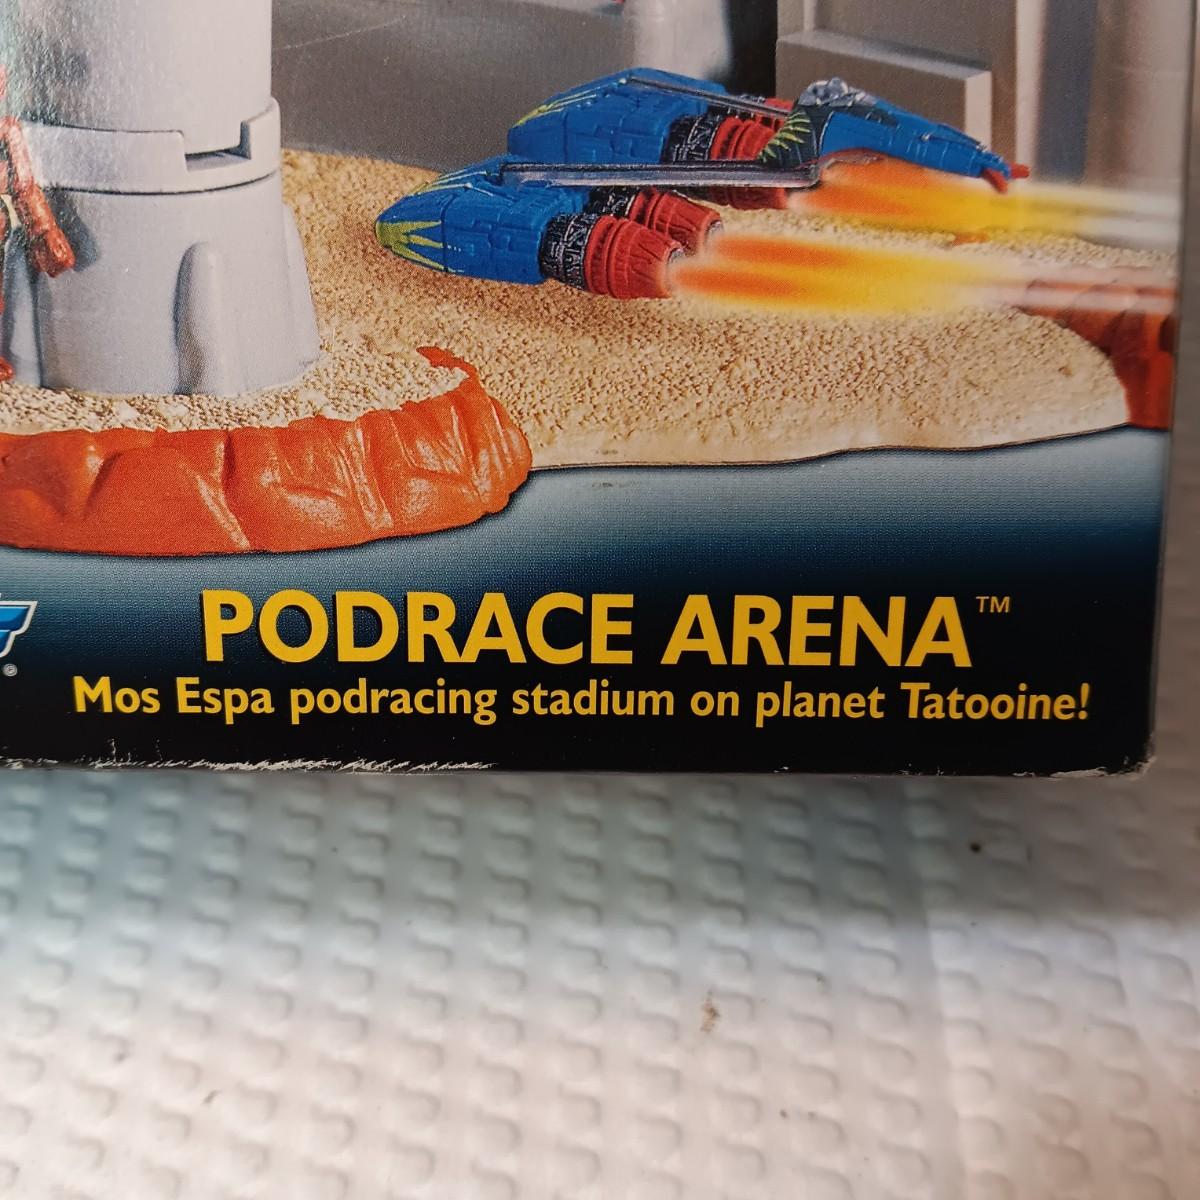 PODRACE ARENA™
Mos Espa podracing stadium on planet Tatooine!
©